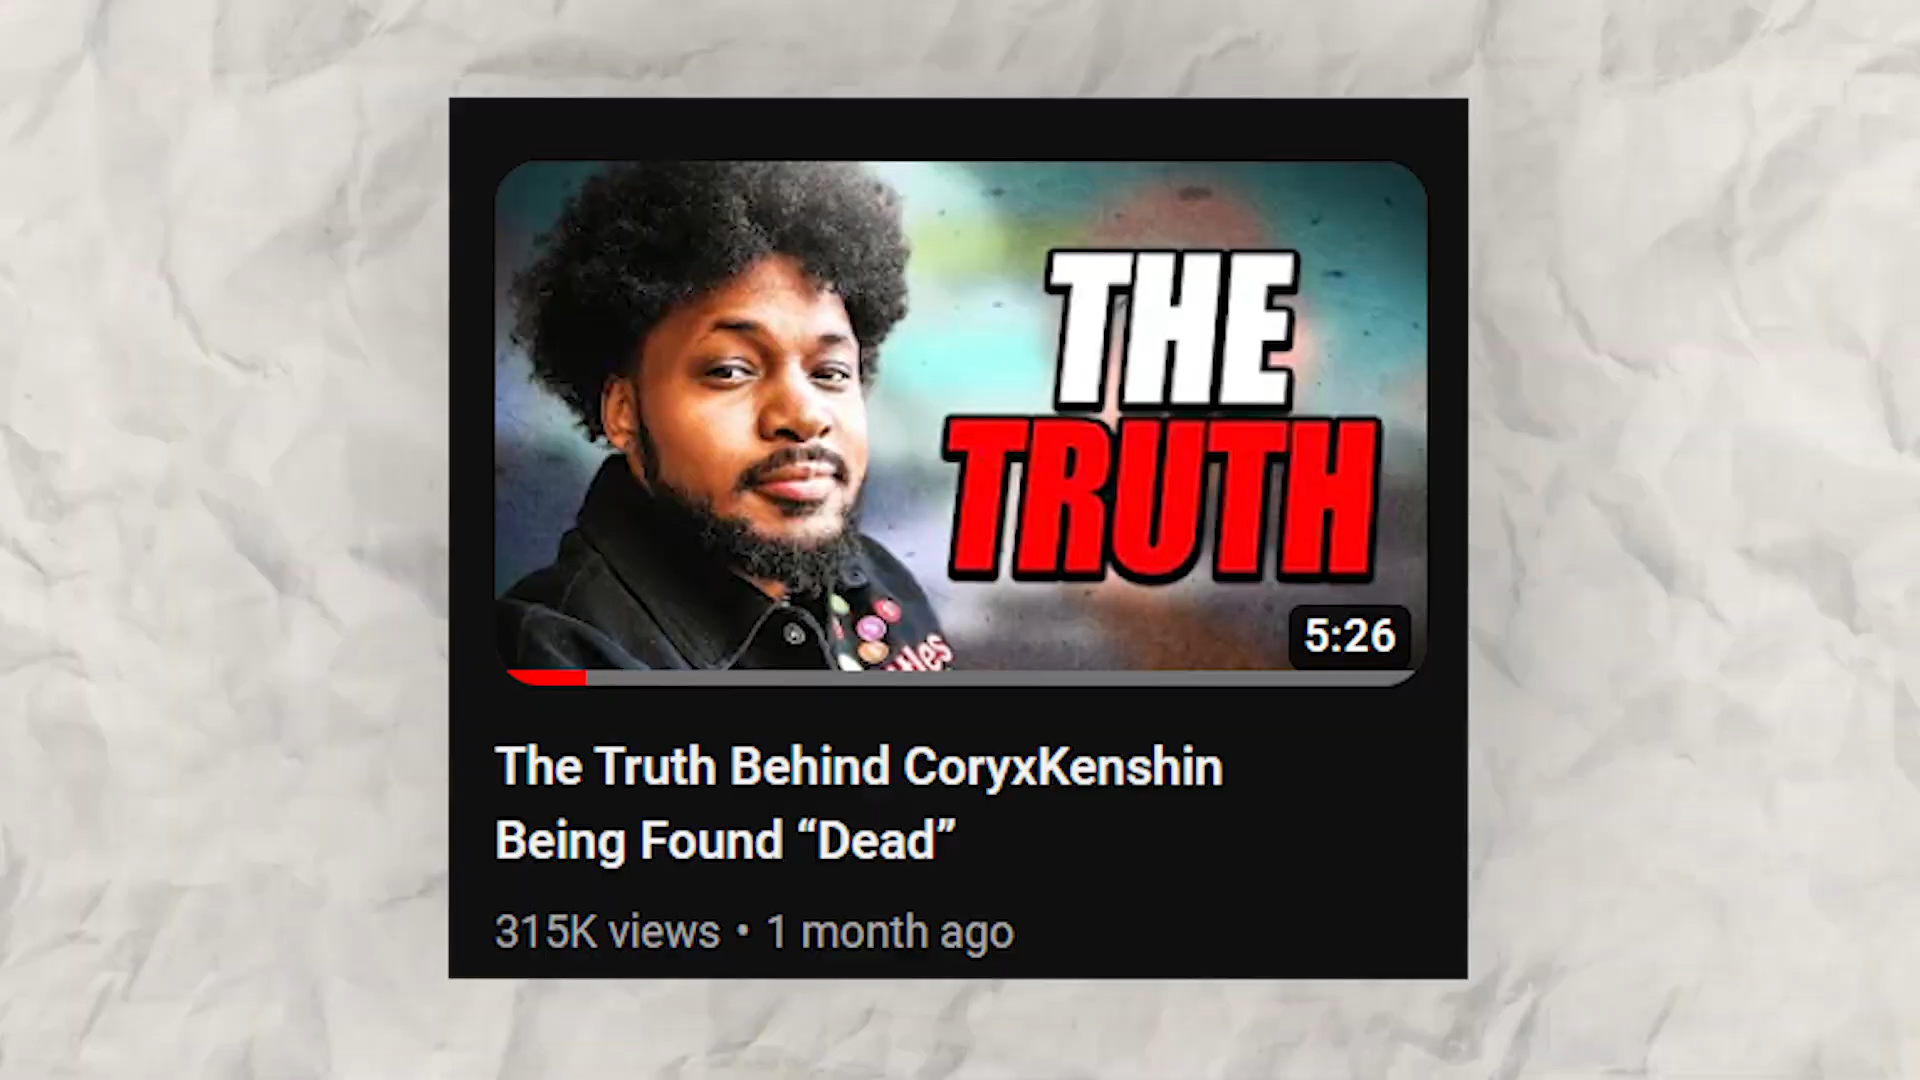 THE
TRUTH
5:26
The Truth Behind CoryxKenshin
Being Found “Dead”
315K views • 1 month ago